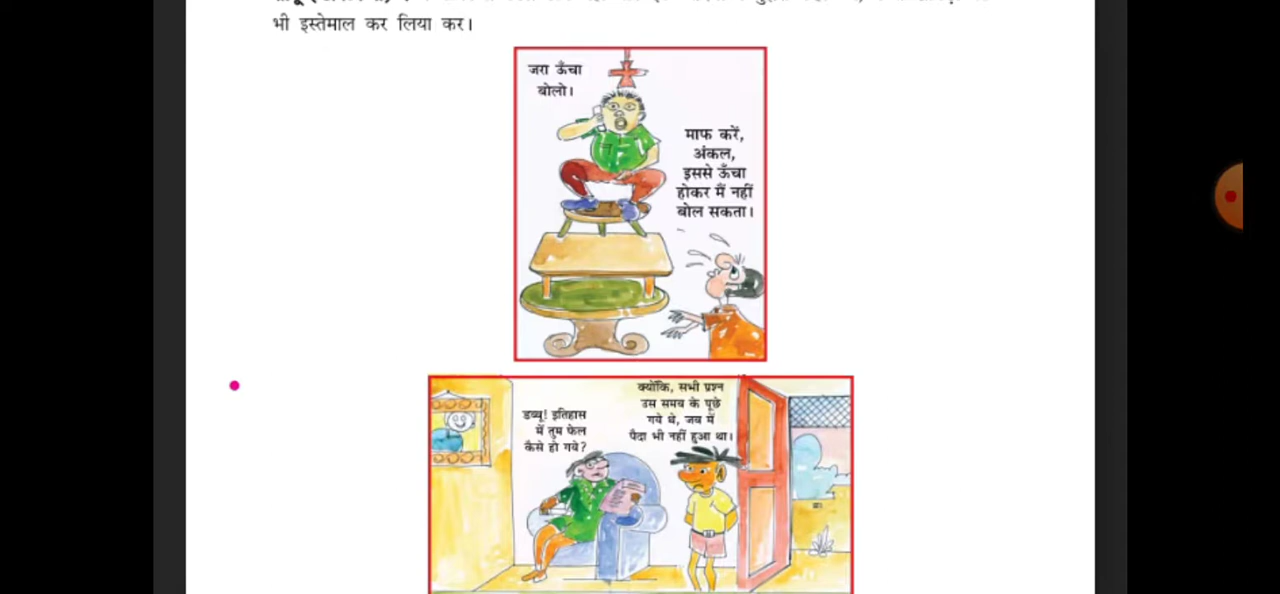 भी इस्तेमाल कर लिया कर।
जरा ऊँचा
बोलो।
माफ करें,
अंकल,
इससे ऊँचा
होकर मैं नहीं
बोल सकता।
डब्यू! इतिहास
में तुम फेल
कैसे हो गये?
क्योंकि, सभी प्रश्न
उस समय के पूछे
गये थे, जब में
पैदा भी नहीं हुआ था।